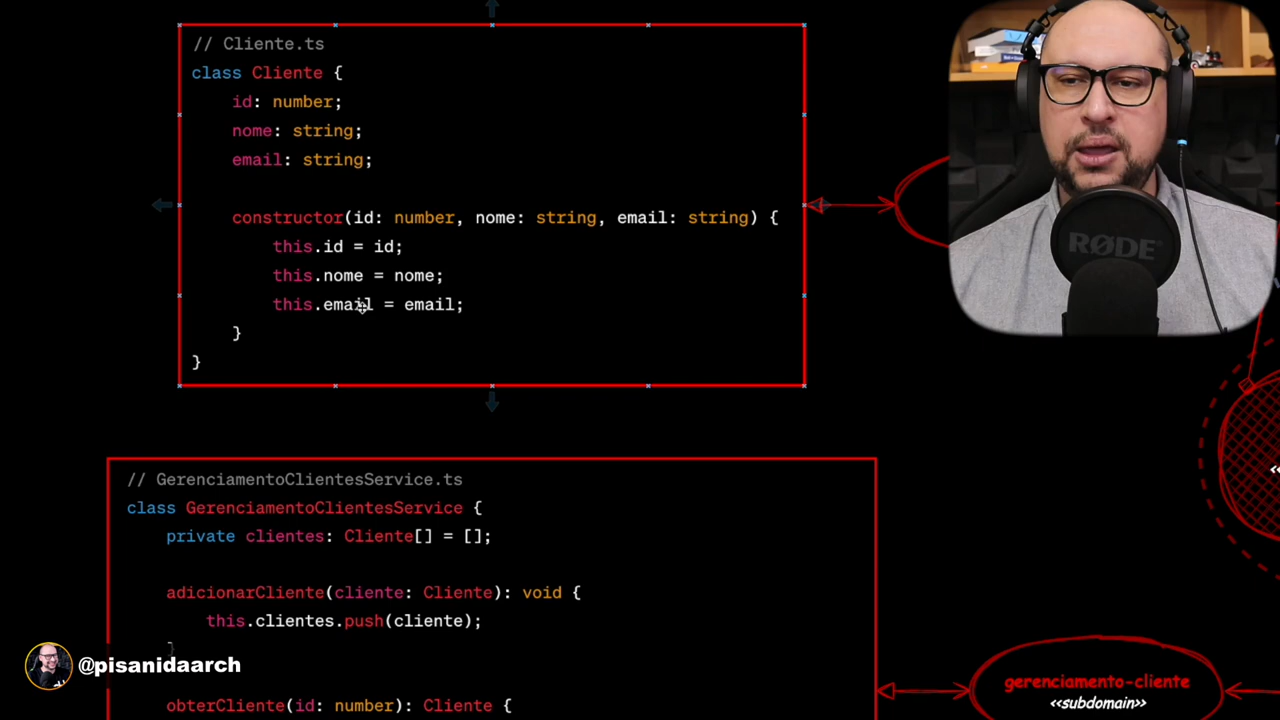 // Cliente.ts
class Cliente {
id: number;
nome: string;
email: string;
constructor(id: number, nome: string, email: string) {
this.id = id;
this.nome = nome;
this.email = email;
}
}
// GerenciamentoClientesService.ts
class GerenciamentoClientesService {
private clientes: Cliente[] = [];
adicionarCliente(cliente: Cliente): void {
this.clientes.push(cliente);
}
obterCliente(id: number): Cliente {
@pisanidaarch
gerenciamento-cliente
<<subdomain>>
RØDE